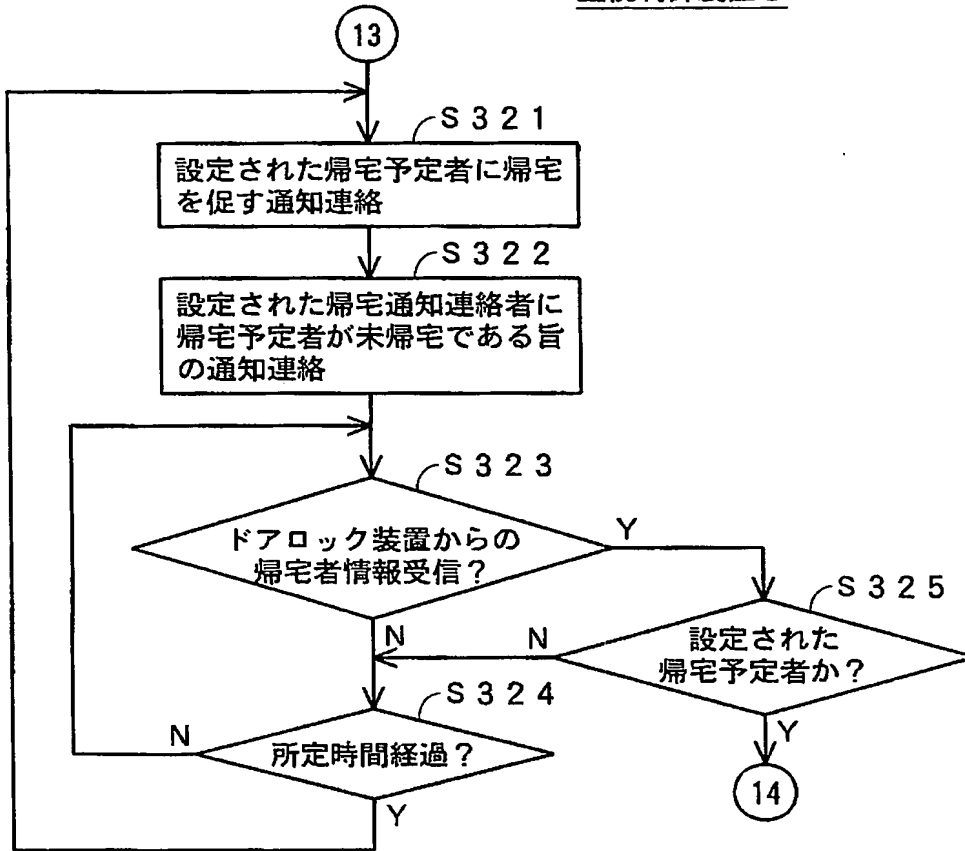 13
S321
設定された帰宅予定者に帰宅
を促す通知連絡
S322
設定された帰宅通知連絡者に
帰宅予定者が未帰宅である旨
の通知連絡
S323
ドアロック装置からの
帰宅者情報受信？
Y
N
S325
設定された
帰宅予定者か？
N
Y
S324
所定時間経過？
N
Y
14